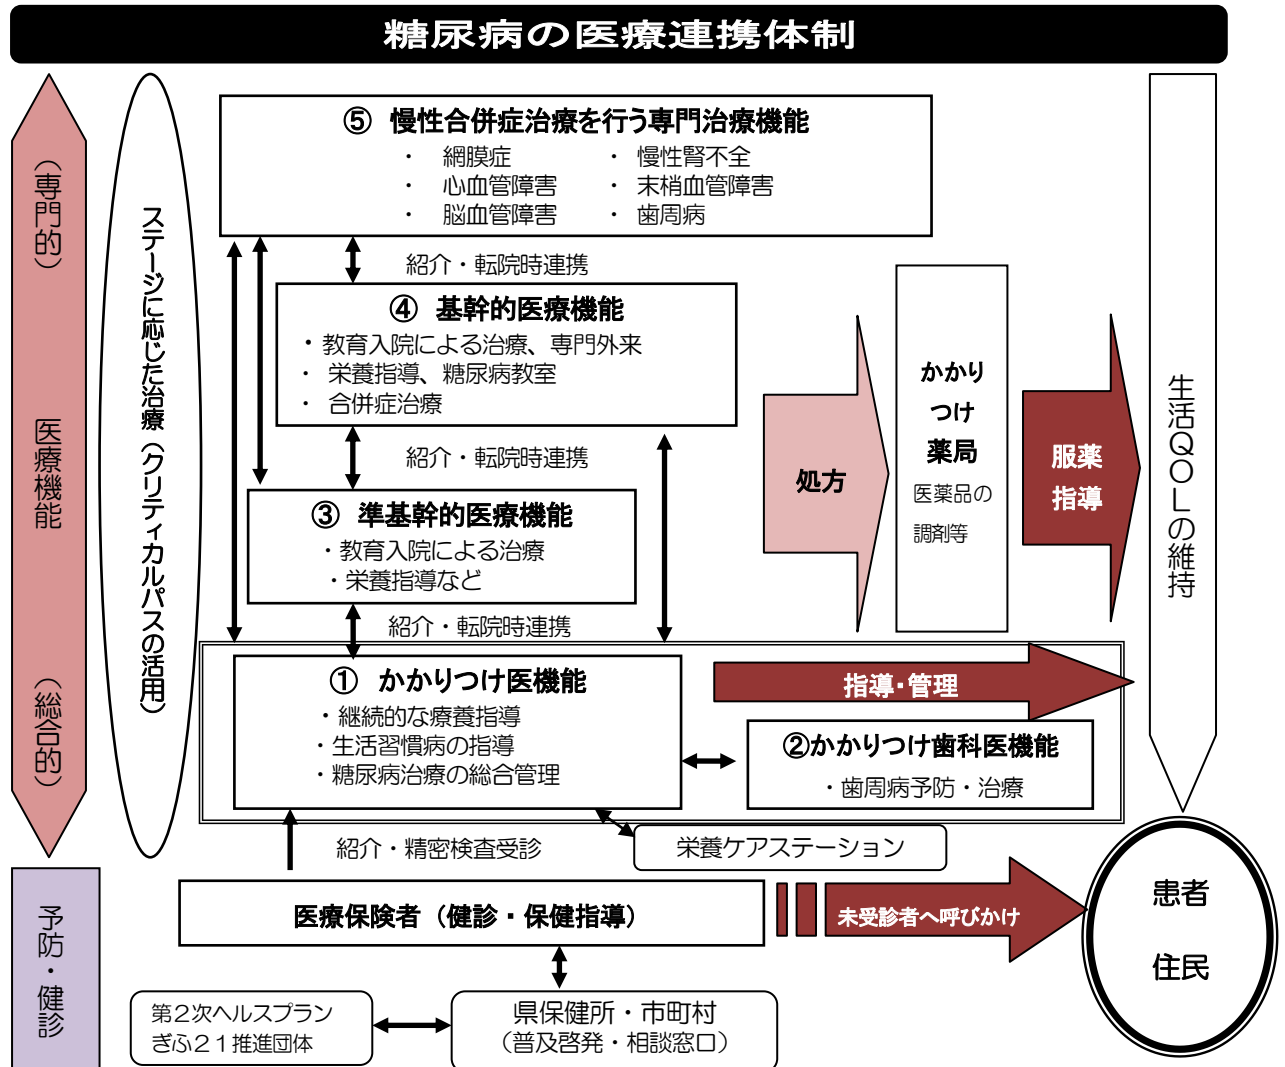 糖尿病の医療連携体制
（専門的）
医療機能
（総合的）
ステージに応じた治療（クリティカルパスの活用）
⑤　慢性合併症治療を行う専門治療機能
・　網膜症
・　慢性腎不全
・　心血管障害
・　末梢血管障害
・　脳血管障害
・　歯周病
紹介・転院時連携
④　基幹的医療機能
・教育入院による治療、専門外来
・　栄養指導、糖尿病教室
・　合併症治療
紹介・転院時連携
③　準基幹的医療機能
・教育入院による治療
・栄養指導など
紹介・転院時連携
処方
かかり
つけ
薬局
医薬品の
調剤等
服薬
指導
生活ＱＯＬの維持
①　かかりつけ医機能
・継続的な療養指導
・生活習慣病の指導
・糖尿病治療の総合管理
指導・管理
②かかりつけ歯科医機能
・歯周病予防・治療
紹介・精密検査受診
栄養ケアステーション
予防・健診
医療保険者（健診・保健指導）
未受診者へ呼びかけ
患者
住民
第２次ヘルスプラン
ぎふ２１推進団体
県保健所・市町村
（普及啓発・相談窓口）